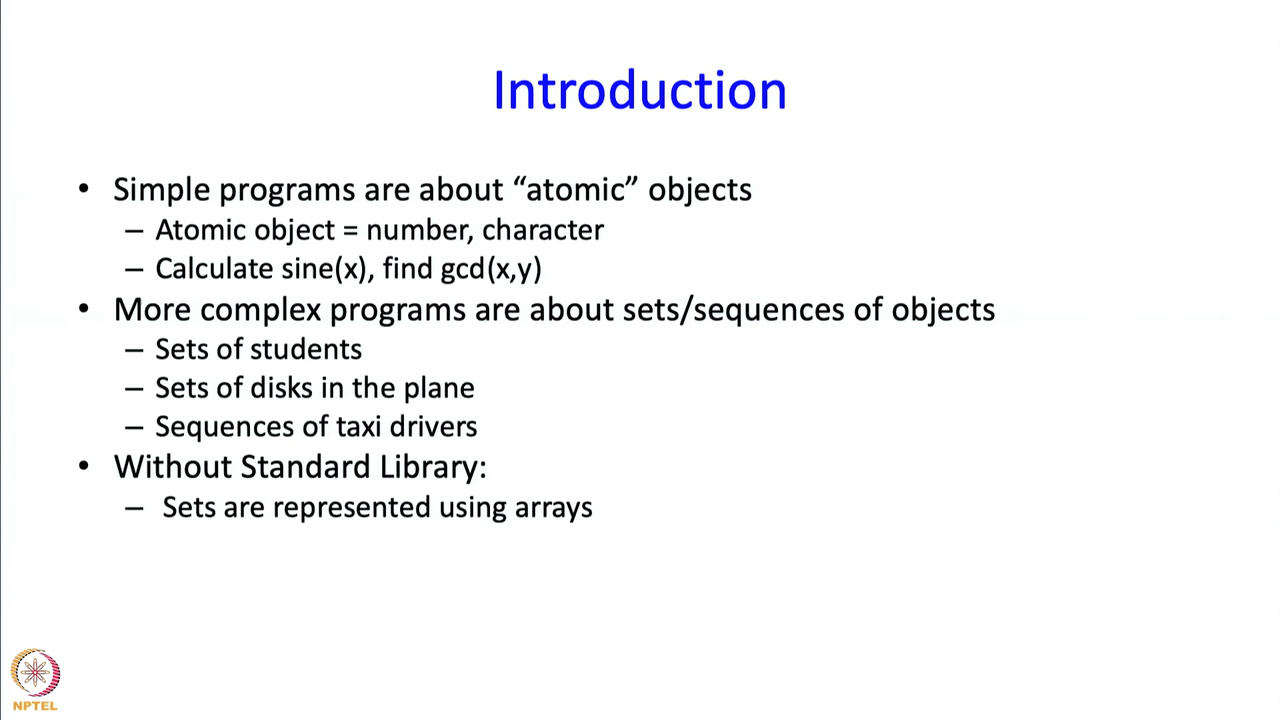 Introduction
• Simple programs are about “atomic” objects
– Atomic object = number, character
– Calculate sine(x), find gcd(x,y)
• More complex programs are about sets/sequences of objects
– Sets of students
– Sets of disks in the plane
– Sequences of taxi drivers
• Without Standard Library:
– Sets are represented using arrays
NPTEL